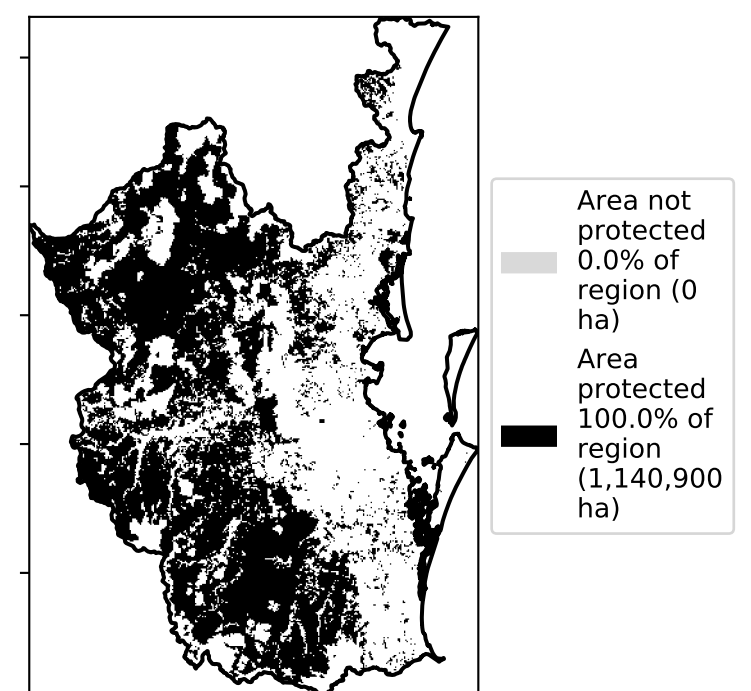 Area not
protected
0.0% of
region (0
ha)
Area
protected
100.0% of
region
(1,140,900
ha)